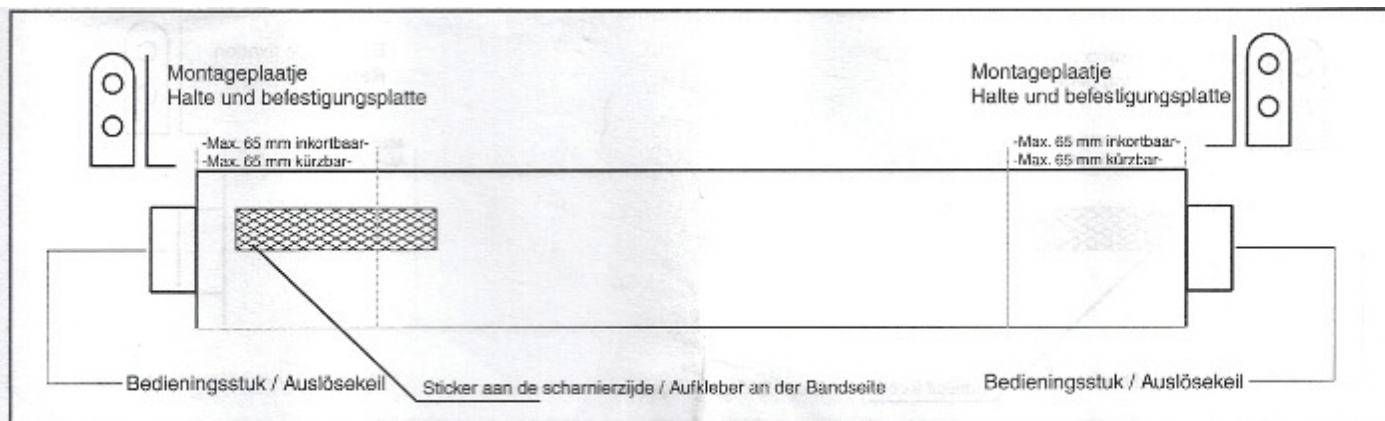 Montageplaatje
Halte und befestigungsplatte
-Max. 65 mm inkortbaar-
-Max. 65 mm kürzbar-
Montageplaatje
Halte und befestigungsplatte
-Max. 65 mm inkortbaar-
-Max. 65 mm kürzbar-
Bedieningsstuk / Auslösekeil
Sticker aan de scharnierzijde / Aufkleber an der Bandseite
Bedieningsstuk / Auslösekeil